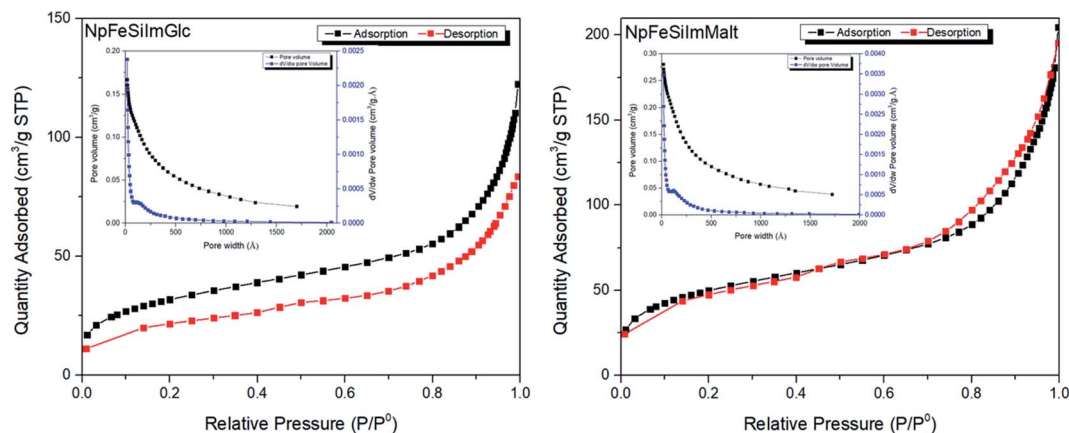 NpFeSiImGlc
Adsorption
Desorption
Quantity Adsorbed (cm³/g STP)
150
100
50
0
0.0 0.2 0.4 0.6 0.8 1.0
Relative Pressure (P/P⁰)
Pore volume
dV/dw pore Volume
Pore volume (cm³/g)
0.20
0.15
0.10
0.05
0.00
0 500 1000 1500 2000
Pore width (Å)
0.0025
0.0020
0.0015
0.0010
0.0005
0.0000
dV/dw Pore volume (cm³/g.Å)
NpFeSiImMalt
Adsorption
Desorption
Quantity Adsorbed (cm³/g STP)
200
150
100
50
0
0.0 0.2 0.4 0.6 0.8 1.0
Relative Pressure (P/P⁰)
Pore volume
dV/dw pore Volume
Pore volume (cm³/g)
0.30
0.25
0.20
0.15
0.10
0.05
0.00
0 500 1000 1500 2000
Pore width (Å)
0.0040
0.0035
0.0030
0.0025
0.0020
0.0015
0.0010
0.0005
0.0000
dV/dw Pore volume (cm³/g.Å)